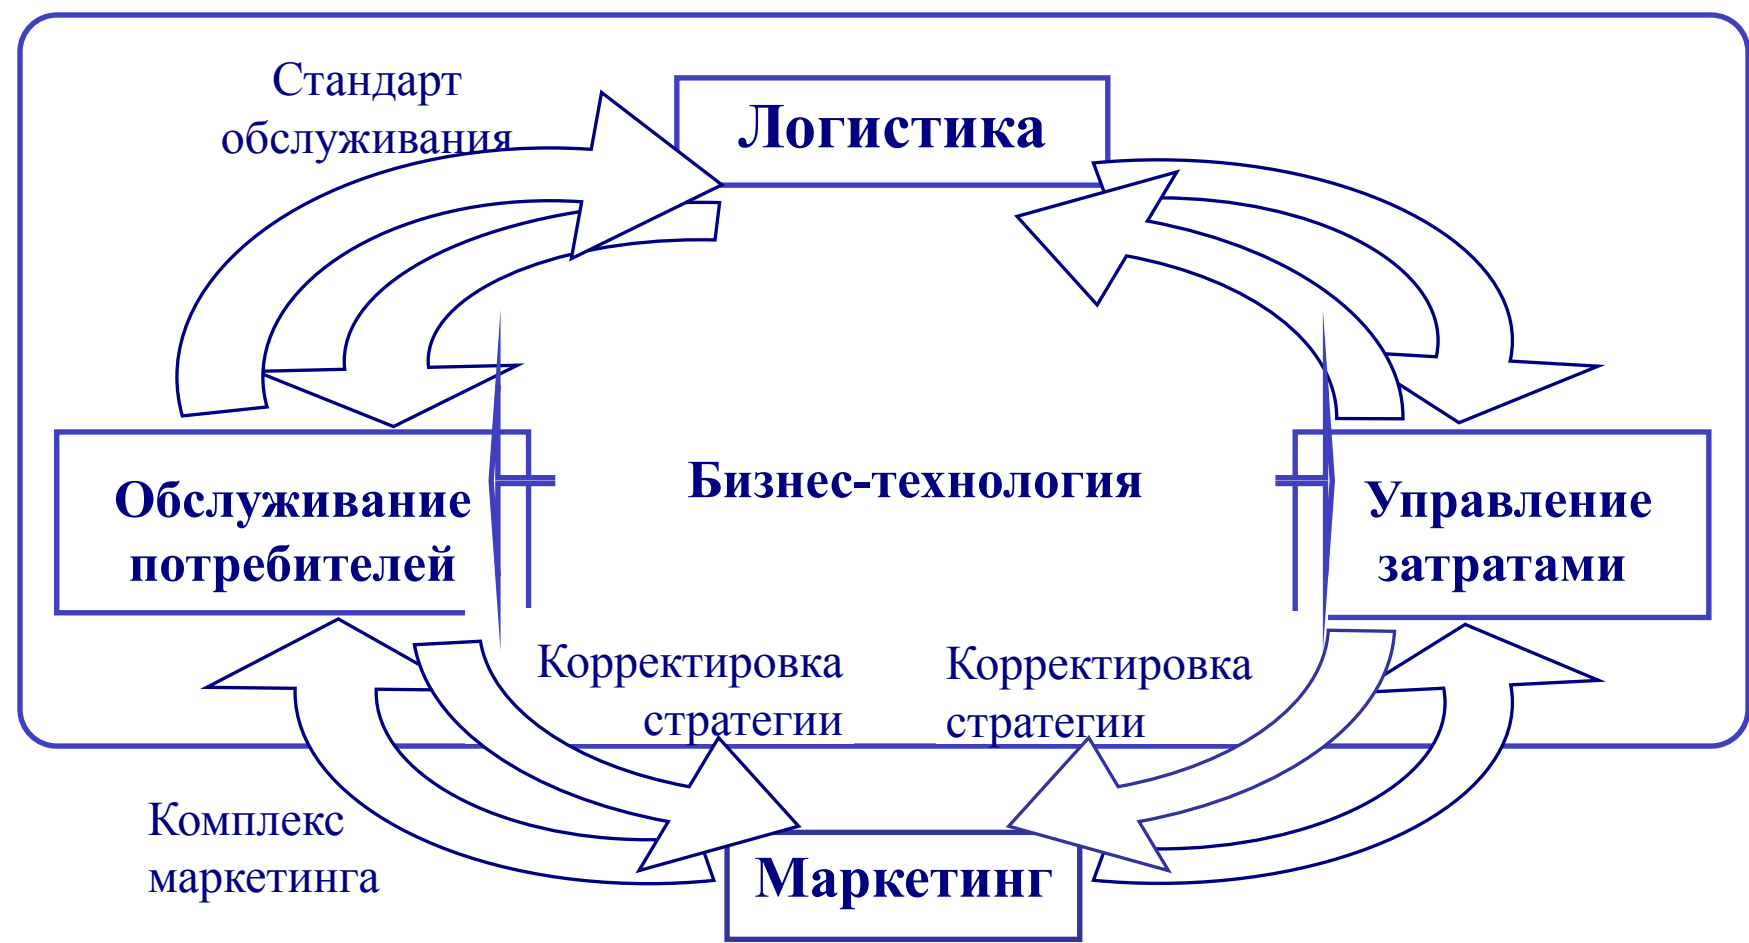 Стандарт
обслуживания
Логистика
Бизнес-технология
Обслуживание
потребителей
Управление
затратами
Корректировка
стратегии
Корректировка
стратегии
Комплекс
маркетинга
Маркетинг